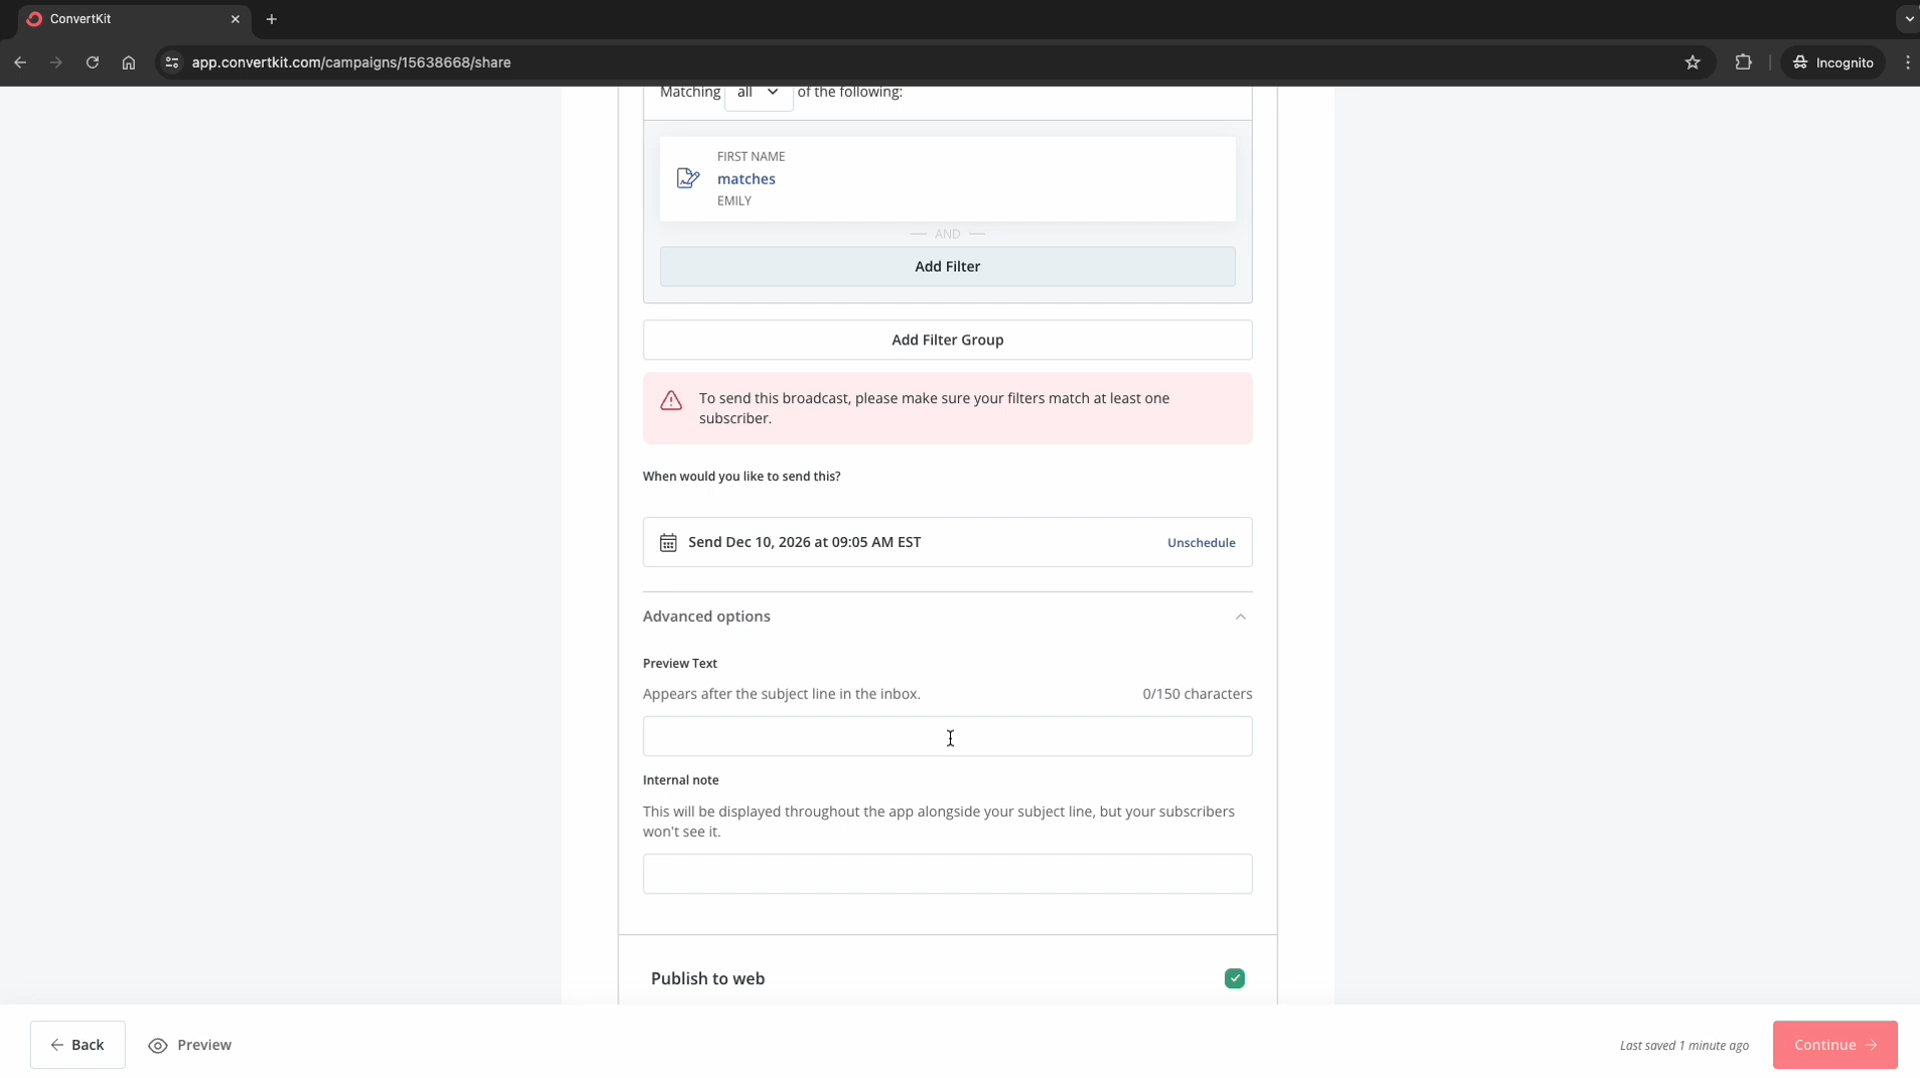 ConvertKit
app.convertkit.com/campaigns/15638668/share
Incognito
Matching all of the following:
FIRST NAME
matches
EMILY
AND
Add Filter
Add Filter Group
To send this broadcast, please make sure your filters match at least one
subscriber.
When would you like to send this?
Send Dec 10, 2026 at 09:05 AM EST
Unschedule
Advanced options
Preview Text
Appears after the subject line in the inbox.
0/150 characters
Internal note
This will be displayed throughout the app alongside your subject line, but your subscribers
won't see it.
Publish to web
Back
Preview
Last saved 1 minute ago
Continue